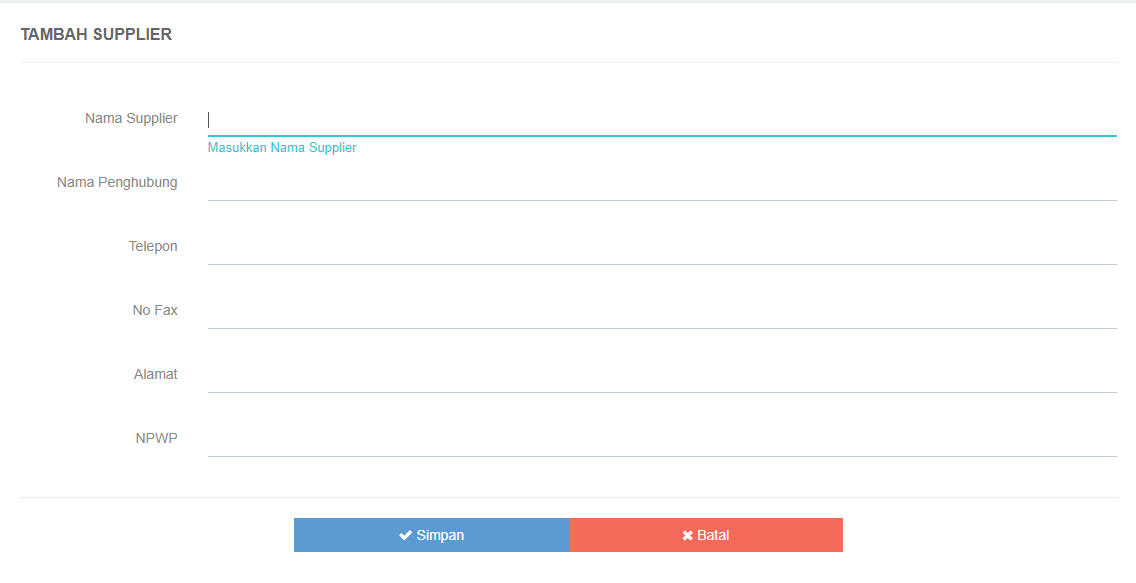 TAMBAH SUPPLIER
Nama Supplier
Masukkan Nama Supplier
Nama Penghubung
Telepon
No Fax
Alamat
NPWP
Simpan
Batal